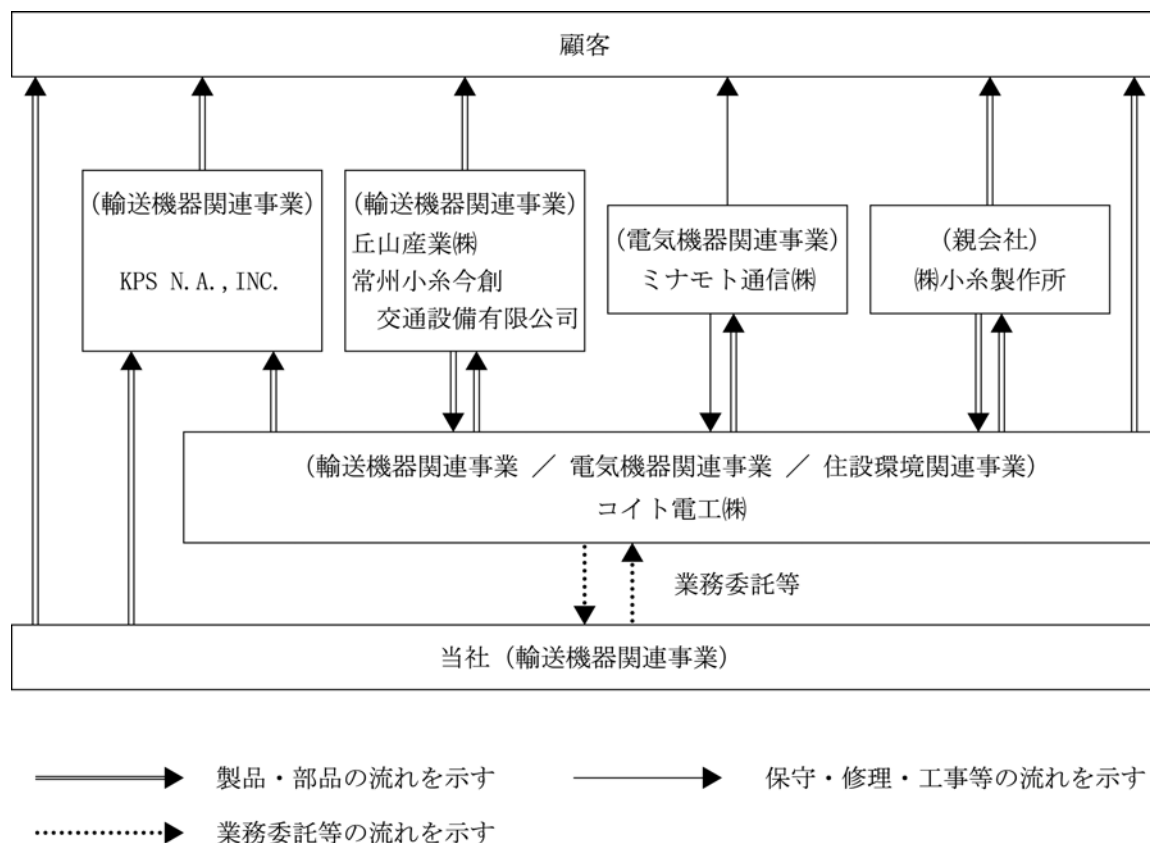 顧客
(輸送機器関連事業)
KPS N.A.,INC.
(輸送機器関連事業)
丘山産業㈱
常州小糸今創
交通設備有限公司
(電気機器関連事業)
ミナモト通信㈱
(親会社)
㈱小糸製作所
(輸送機器関連事業 / 電気機器関連事業 / 住設環境関連事業)
コイト電工㈱
業務委託等
当社 (輸送機器関連事業)
製品・部品の流れを示す
保守・修理・工事等の流れを示す
業務委託等の流れを示す